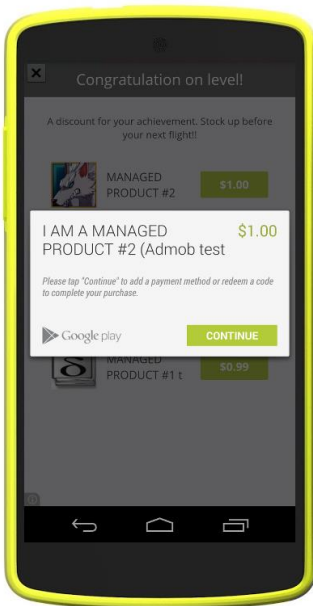 Congratulation on level!
A discount for your achievement. Stock up before
your next flight!!
MANAGED
PRODUCT #2
$1.00
I AM A MANAGED
PRODUCT #2 (Admob test
$1.00
Please tap "Continue" to add a payment method or redeem a code
to complete your purchase.
Google play
CONTINUE
MANAGED
PRODUCT #1 t
$0.99